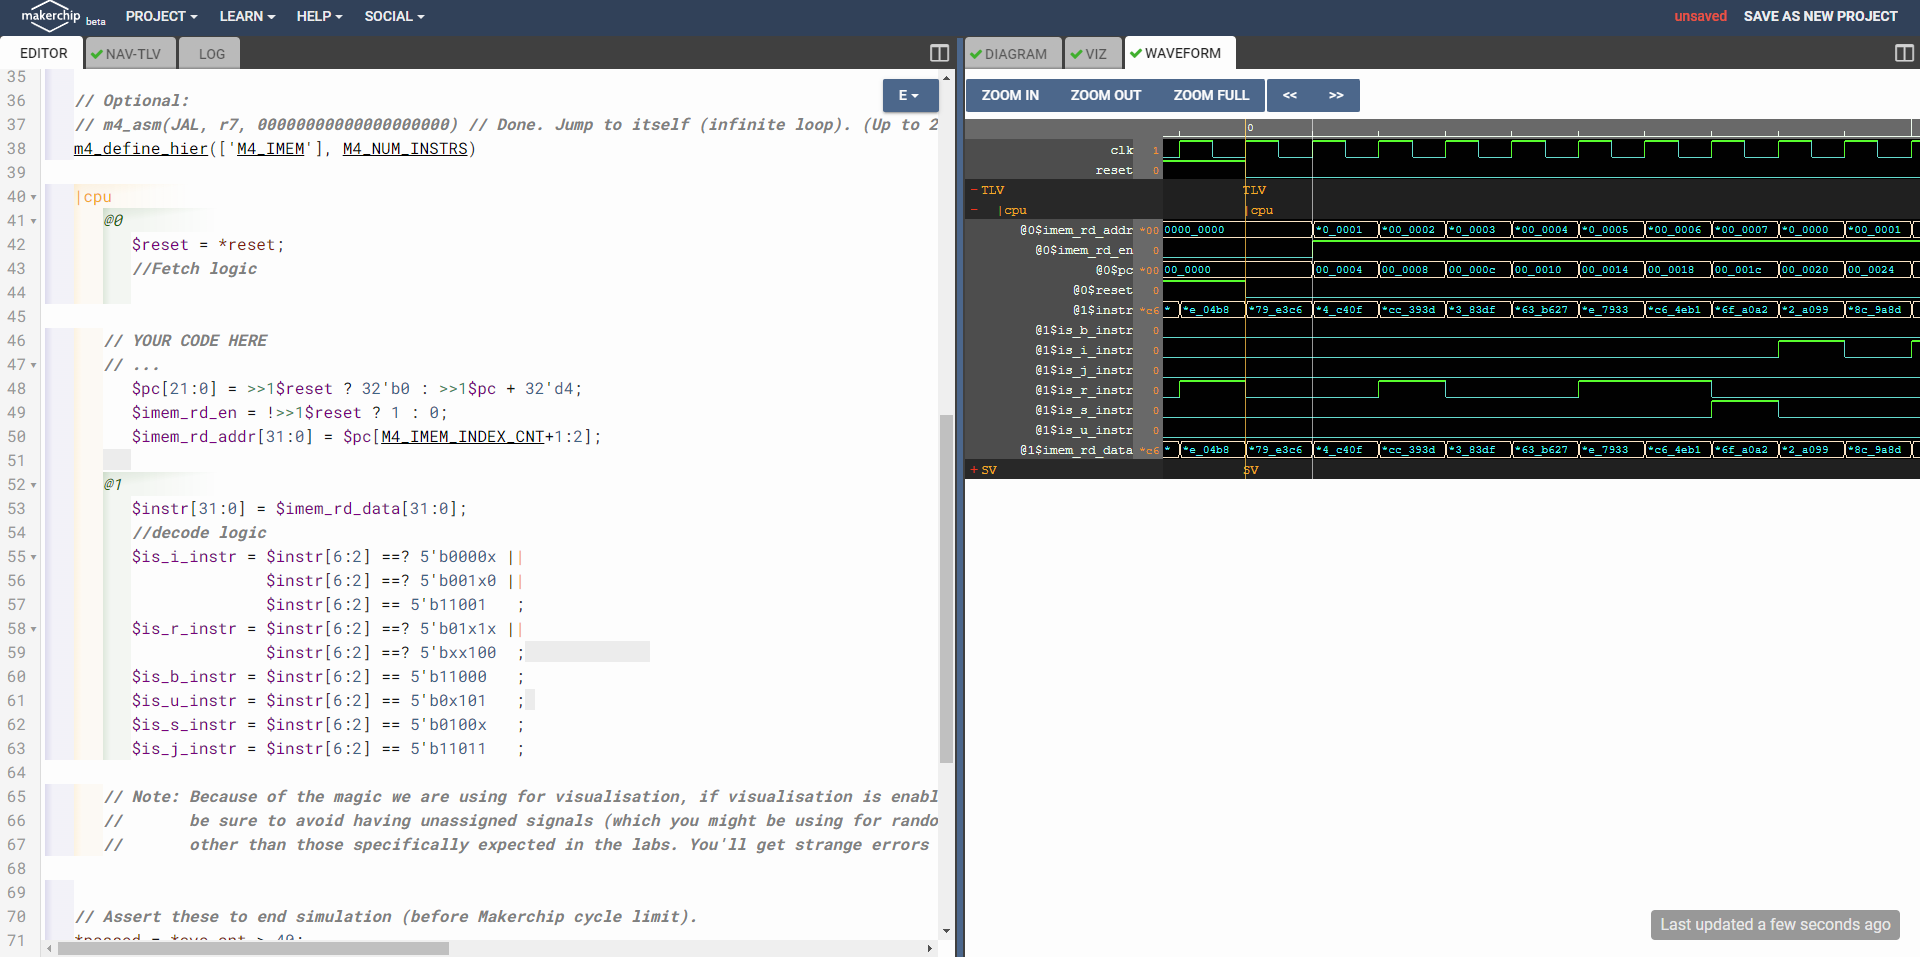 makerchip beta PROJECT LEARN HELP SOCIAL unsaved SAVE AS NEW PROJECT
EDITOR NAV-TLV LOG
35
36 // Optional:
37 // m4_asm(JAL, r7, 00000000000000000000) // Done. Jump to itself (infinite loop). (Up to 2
38 m4_define_hier(['M4_IMEM'], M4_NUM_INSTRS)
39
40 |cpu
41 @0
42 $reset = *reset;
43 //Fetch logic
44
45
46 // YOUR CODE HERE
47 // ...
48 $pc[21:0] = >>1$reset ? 32'b0 : >>1$pc + 32'd4;
49 $imem_rd_en = !>>1$reset ? 1 : 0;
50 $imem_rd_addr[31:0] = $pc[M4_IMEM_INDEX_CNT+1:2];
51
52 @1
53 $instr[31:0] = $imem_rd_data[31:0];
54 //decode logic
55 $is_i_instr = $instr[6:2] ==? 5'b0000x ||
56 $instr[6:2] ==? 5'b001x0 ||
57 $instr[6:2] == 5'b11001 ;
58 $is_r_instr = $instr[6:2] ==? 5'b01x1x ||
59 $instr[6:2] ==? 5'bxx100 ;
60 $is_b_instr = $instr[6:2] == 5'b11000 ;
61 $is_u_instr = $instr[6:2] == 5'b0x101 ;
62 $is_s_instr = $instr[6:2] == 5'b0100x ;
63 $is_j_instr = $instr[6:2] == 5'b11011 ;
64
65 // Note: Because of the magic we are using for visualisation, if visualisation is enabl
66 // be sure to avoid having unassigned signals (which you might be using for rando
67 // other than those specifically expected in the labs. You'll get strange errors
68
69
70 // Assert these to end simulation (before Makerchip cycle limit).
71
E
DIAGRAM VIZ WAVEFORM
ZOOM IN ZOOM OUT ZOOM FULL << >>
0
clk 1
reset 0
TLV TLV
|cpu |cpu
@0$imem_rd_addr *00 0000_0000 *0_0001 *00_0002 *0_0003 *00_0004 *0_0005 *00_0006 *00_0007 *0_0000 *00_0001
@0$imem_rd_en 0
@0$pc *00 00_0000 00_0004 00_0008 00_000c 00_0010 00_0014 00_0018 00_001c 00_0020 00_0024
@0$reset 0
@1$instr *c6 * *e_04b8 *79_e3c6 *4_c40f *cc_393d *3_83df *63_b627 *e_7933 *c6_4eb1 *6f_a0a2 *2_a099 *8c_9a8d
@1$is_b_instr 0
@1$is_i_instr 0
@1$is_j_instr 0
@1$is_r_instr 0
@1$is_s_instr 0
@1$is_u_instr 0
@1$imem_rd_data *c6 * *e_04b8 *79_e3c6 *4_c40f *cc_393d *3_83df *63_b627 *e_7933 *c6_4eb1 *6f_a0a2 *2_a099 *8c_9a8d
SV SV
Last updated a few seconds ago